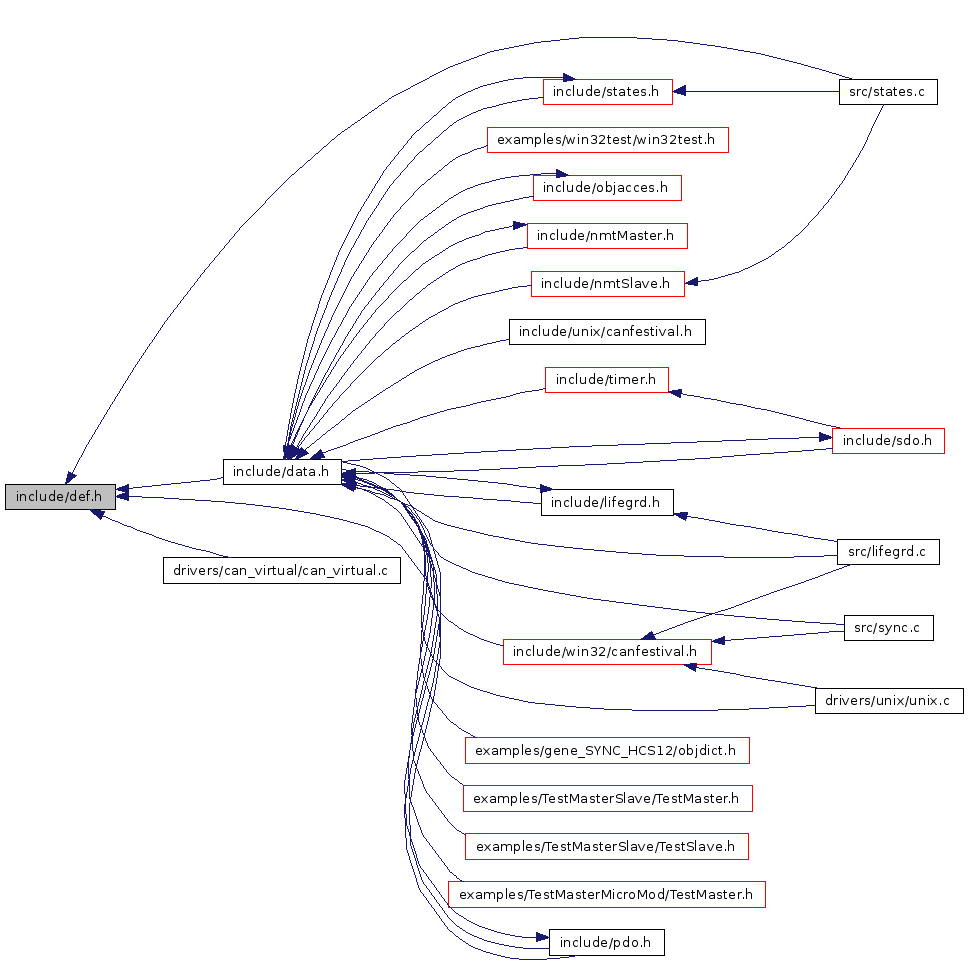 include/states.h
src/states.c
examples/win32test/win32test.h
include/objacces.h
include/nmtMaster.h
include/nmtSlave.h
include/unix/canfestival.h
include/timer.h
include/sdo.h
include/data.h
include/def.h
include/lifegrd.h
src/lifegrd.c
drivers/can_virtual/can_virtual.c
src/sync.c
include/win32/canfestival.h
drivers/unix/unix.c
examples/gene_SYNC_HCS12/objdict.h
examples/TestMasterSlave/TestMaster.h
examples/TestMasterSlave/TestSlave.h
examples/TestMasterMicroMod/TestMaster.h
include/pdo.h